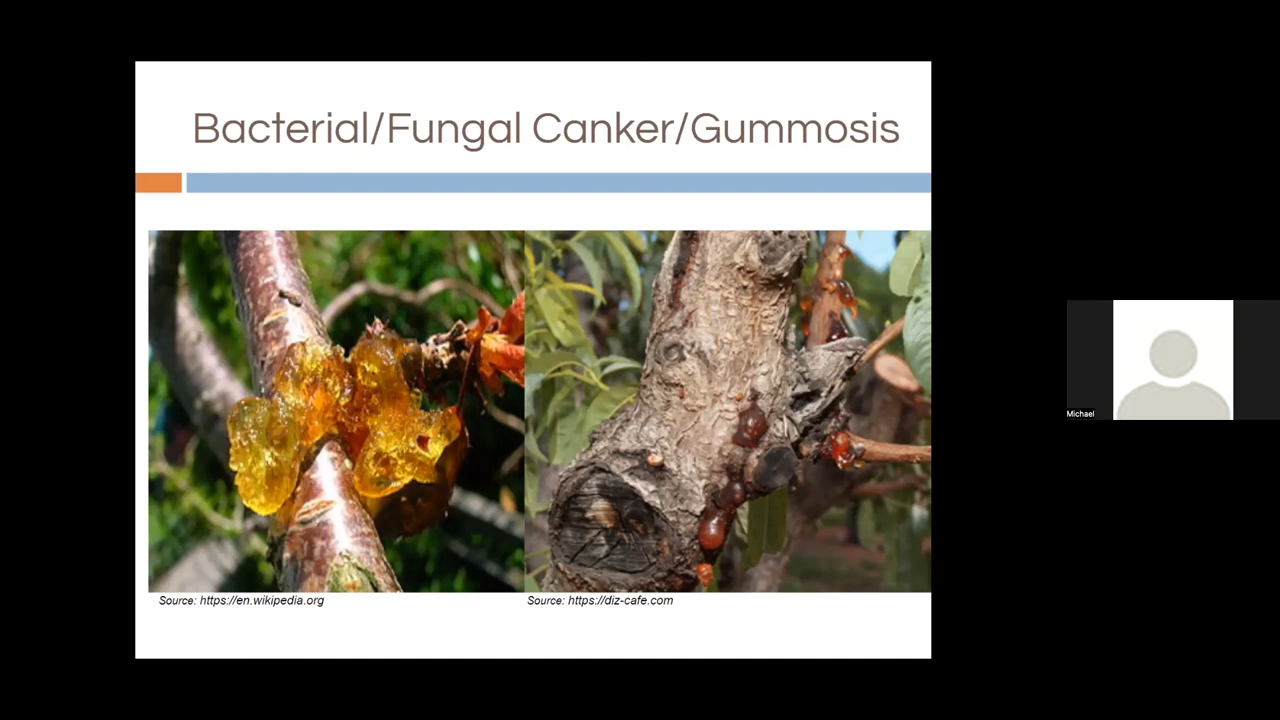 Bacterial/Fungal Canker/Gummosis
Source: https://en.wikipedia.org
Source: https://diz-cafe.com
Michael